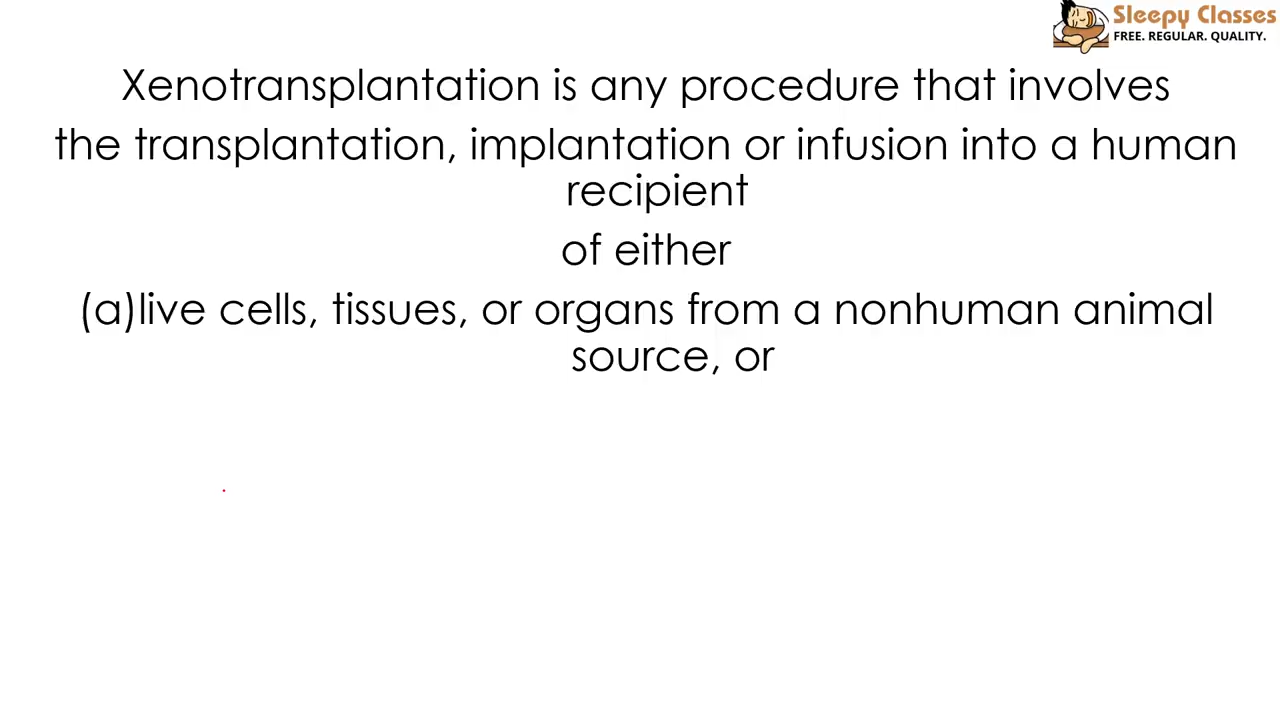 Sleepy Classes
FREE. REGULAR. QUALITY.
Xenotransplantation is any procedure that involves
the transplantation, implantation or infusion into a human
recipient
of either
(a)live cells, tissues, or organs from a nonhuman animal
source, or